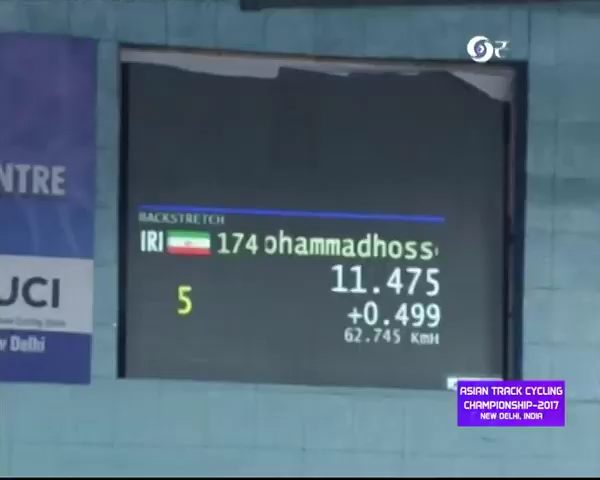 NTRE
UCI
w Delhi
BACKSTRETCH
IRI 174 ohammadhoss
5
11.475
+0.499
62.745 KmH
ASIAN TRACK CYCLING
CHAMPIONSHIP-2017
NEW DELHI, INDIA